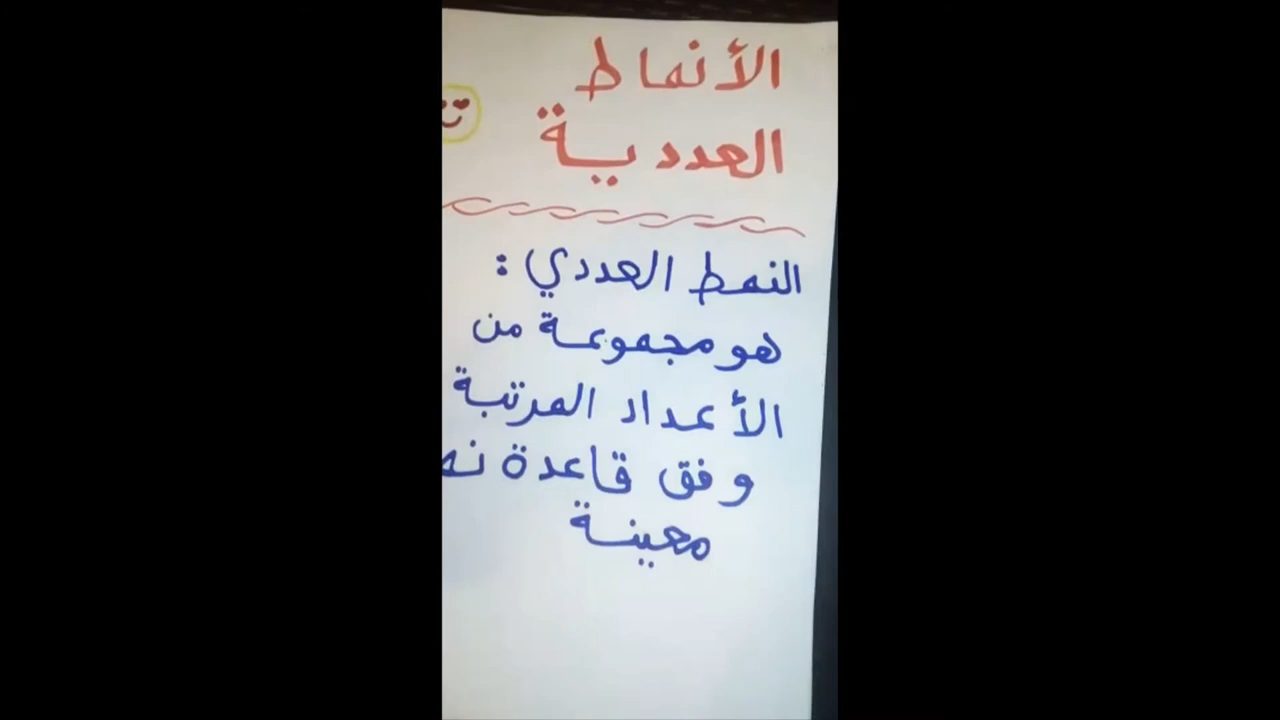 الأنماط
العددية
النمط العددي :
هو مجموعة من
الأعداد المرتبة
وفق قاعدة
معينة